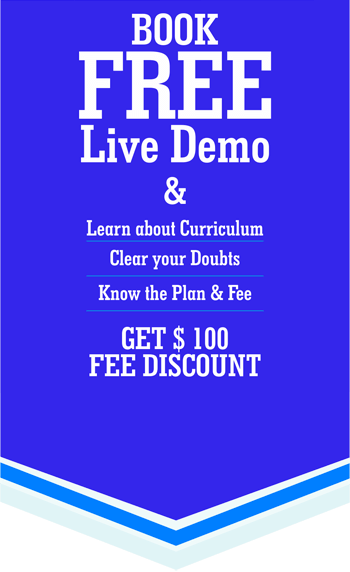 BOOK
FREE
Live Demo
&
Learn about Curriculum
Clear your Doubts
Know the Plan & Fee
GET $ 100
FEE DISCOUNT